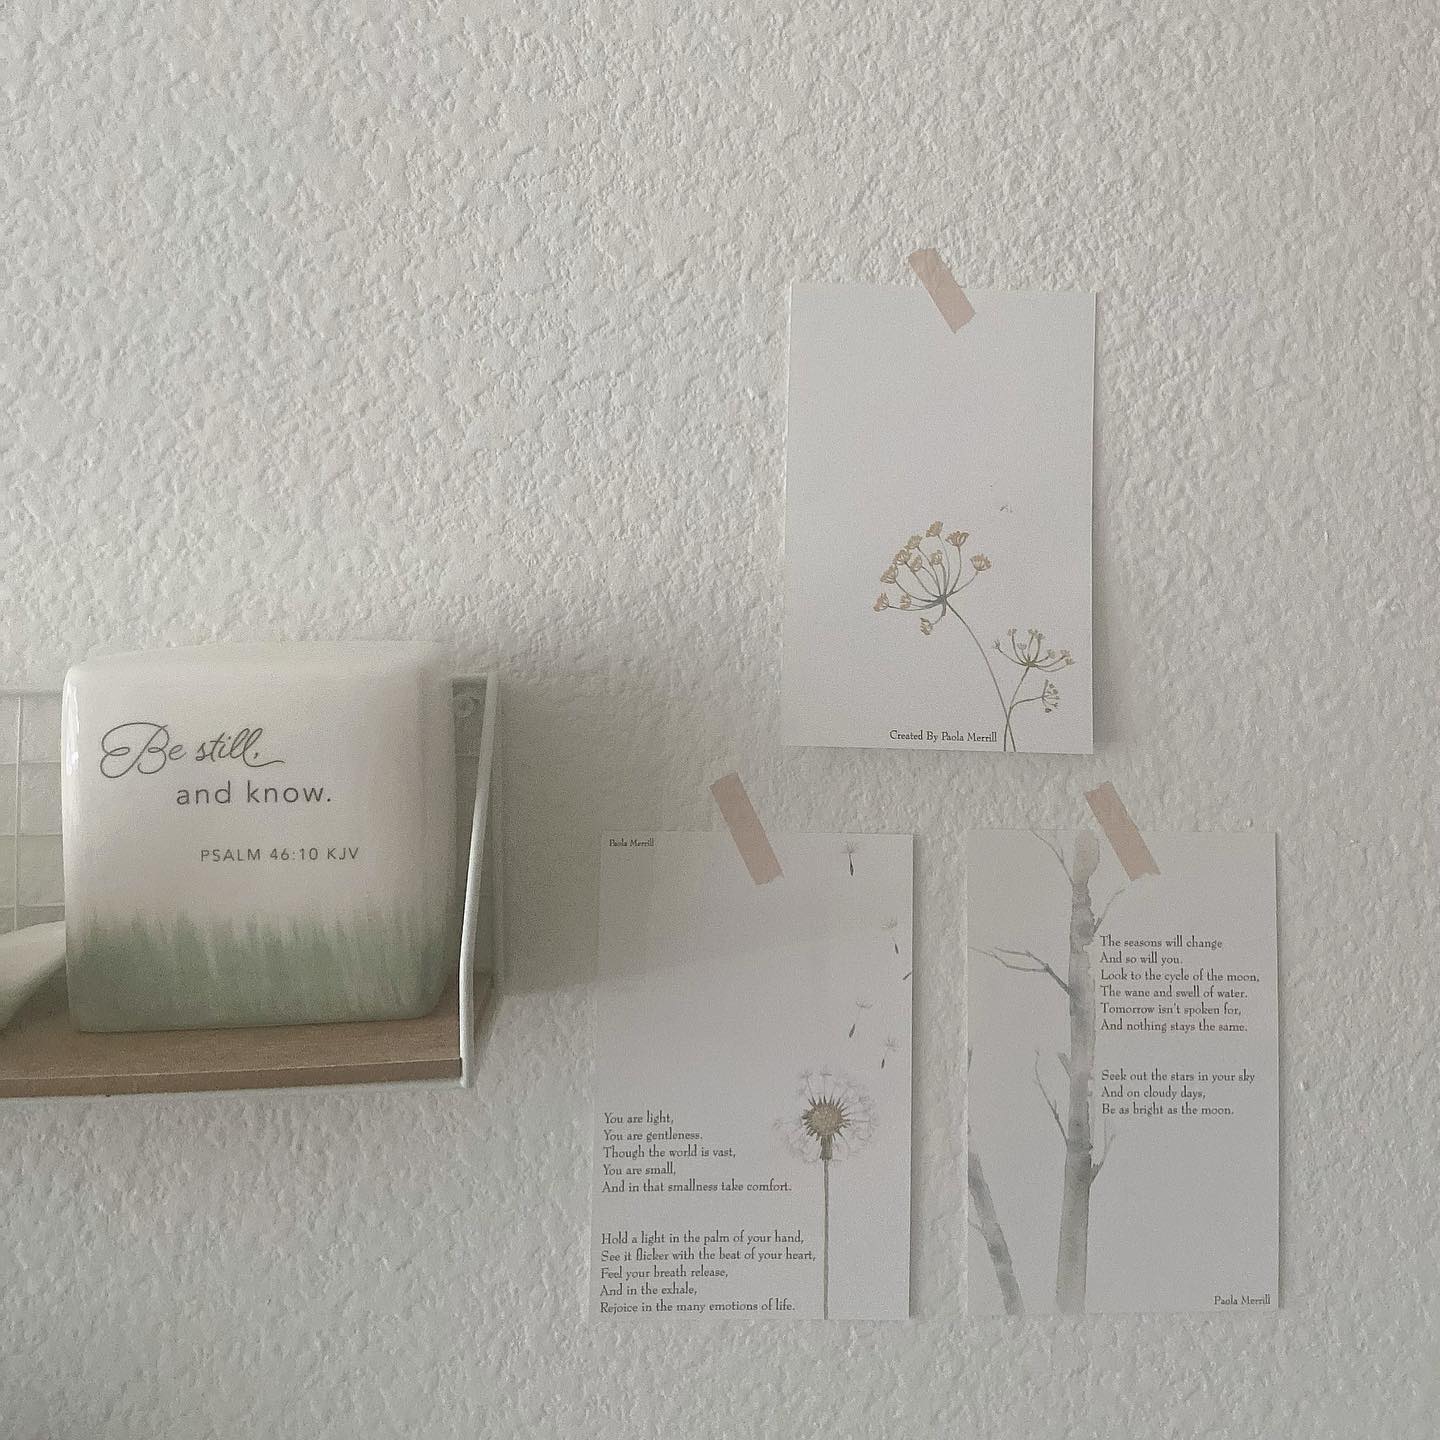 Be still,
and know.
PSALM 46:10 KJV
Created By Paola Merrill
Paola Merrill
You are light,
You are gentleness.
Though the world is vast,
You are small,
And in that smallness take comfort.
Hold a light in the palm of your hand,
See it flicker with the beat of your heart,
Feel your breath release,
And in the exhale,
Rejoice in the many emotions of life.
The seasons will change
And so will you.
Look to the cycle of the moon,
The wane and swell of water.
Tomorrow isn't spoken for,
And nothing stays the same.
Seek out the stars in your sky
And on cloudy days,
Be as bright as the moon.
Paola Merrill